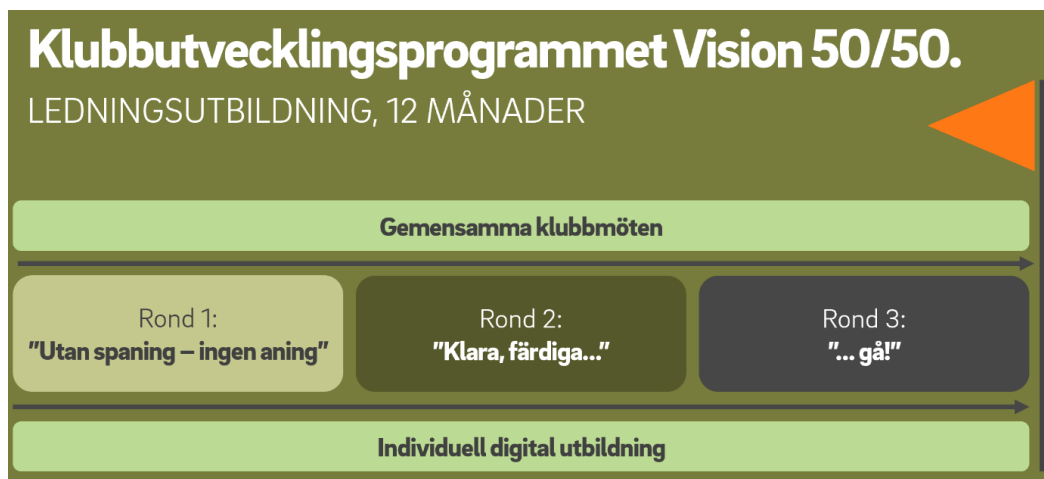 Klubbutvecklingsprogrammet Vision 50/50.
LEDNINGSUTBILDNING, 12 MÅNADER
Gemensamma klubbmöten
Rond 1:
”Utan spaning – ingen aning”
Rond 2:
”Klara, färdiga...”
Rond 3:
”... gå!”
Individuell digital utbildning